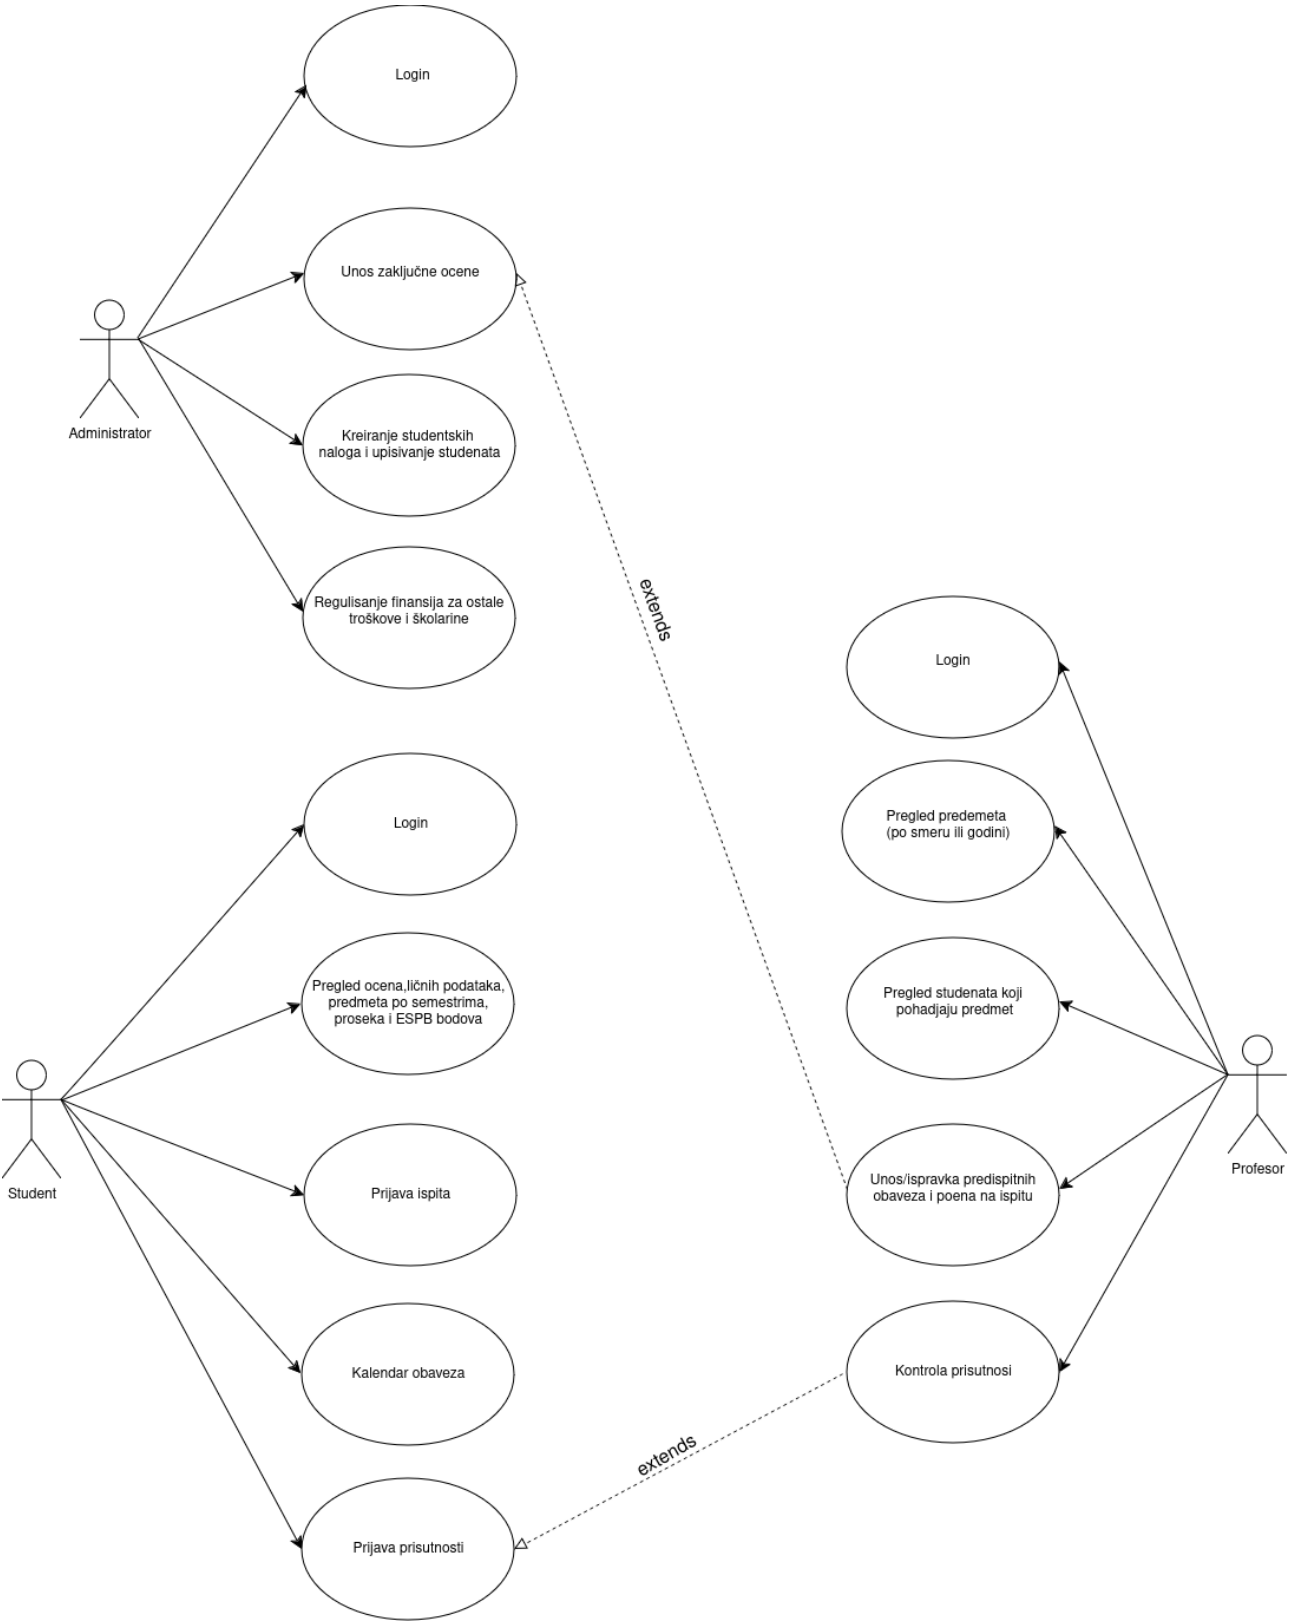 Login
Unos zaključne ocene
Administrator
Kreiranje studentskih
naloga i upisivanje studenata
Regulisanje finansija za ostale
troškove i školarine
extends
Login
Pregled predemeta
(po smeru ili godini)
Login
Pregled ocena,ličnih podataka,
predmeta po semestrima,
proseka i ESPB bodova
Pregled studenata koji
pohadjaju predmet
Student
Prijava ispita
Unos/ispravka predispitnih
obaveza i poena na ispitu
Profesor
Kalendar obaveza
Kontrola prisutnosi
extends
Prijava prisutnosti